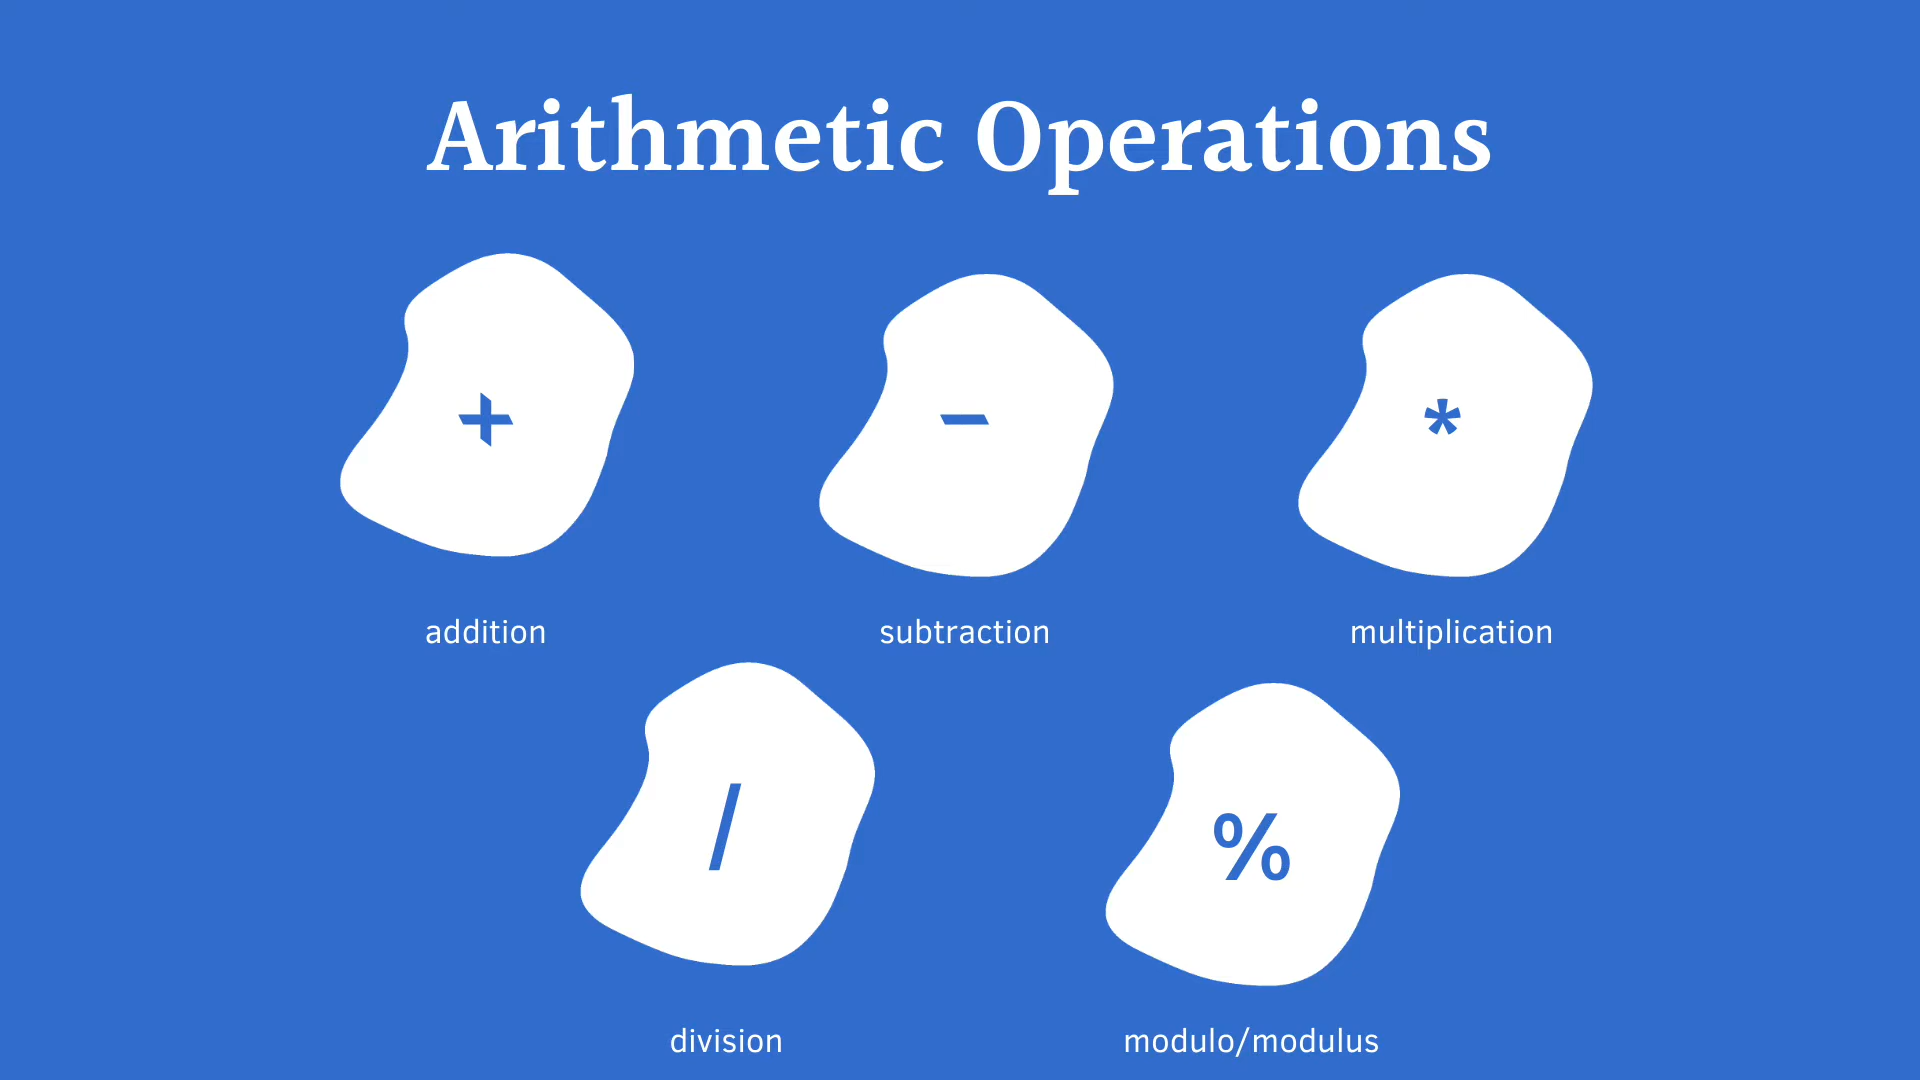 Arithmetic Operations
+ - *
addition subtraction multiplication
/ %
division modulo/modulus